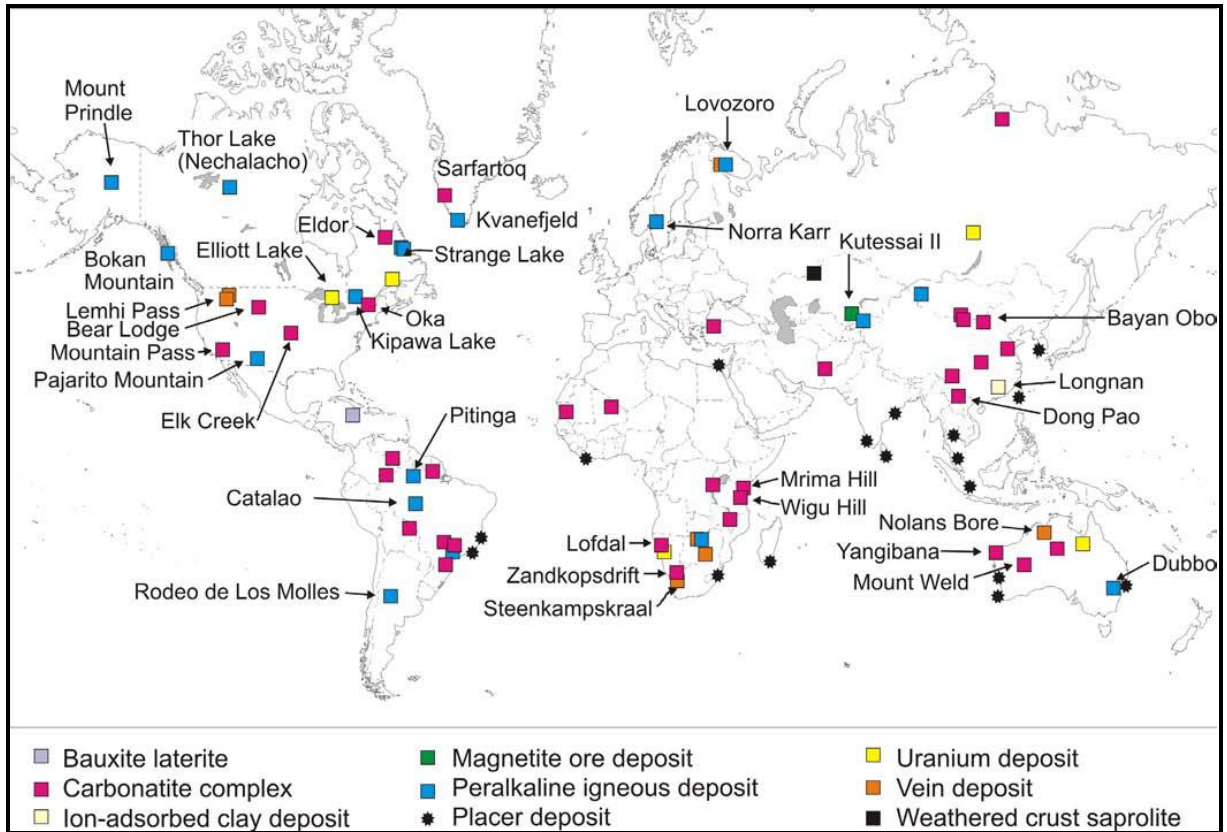 Mount
Prindle
Thor Lake
(Nechalacho)
Sarfartoq
Lovozoro
Kvanefjeld
Eldor
Norra Karr
Kutessai II
Elliott Lake
Strange Lake
Bokan
Mountain
Lemhi Pass
Bear Lodge
Oka
Bayan Obo
Mountain Pass
Kipawa Lake
Pajarito Mountain
Longnan
Elk Creek
Pitinga
Dong Pao
Mrima Hill
Catalao
Wigu Hill
Nolans Bore
Lofdal
Yangibana
Dubbo
Zandkopsdrift
Mount Weld
Rodeo de Los Molles
Steenkampskraal
Bauxite laterite
Carbonatite complex
Ion-adsorbed clay deposit
Magnetite ore deposit
Peralkaline igneous deposit
Placer deposit
Uranium deposit
Vein deposit
Weathered crust saprolite